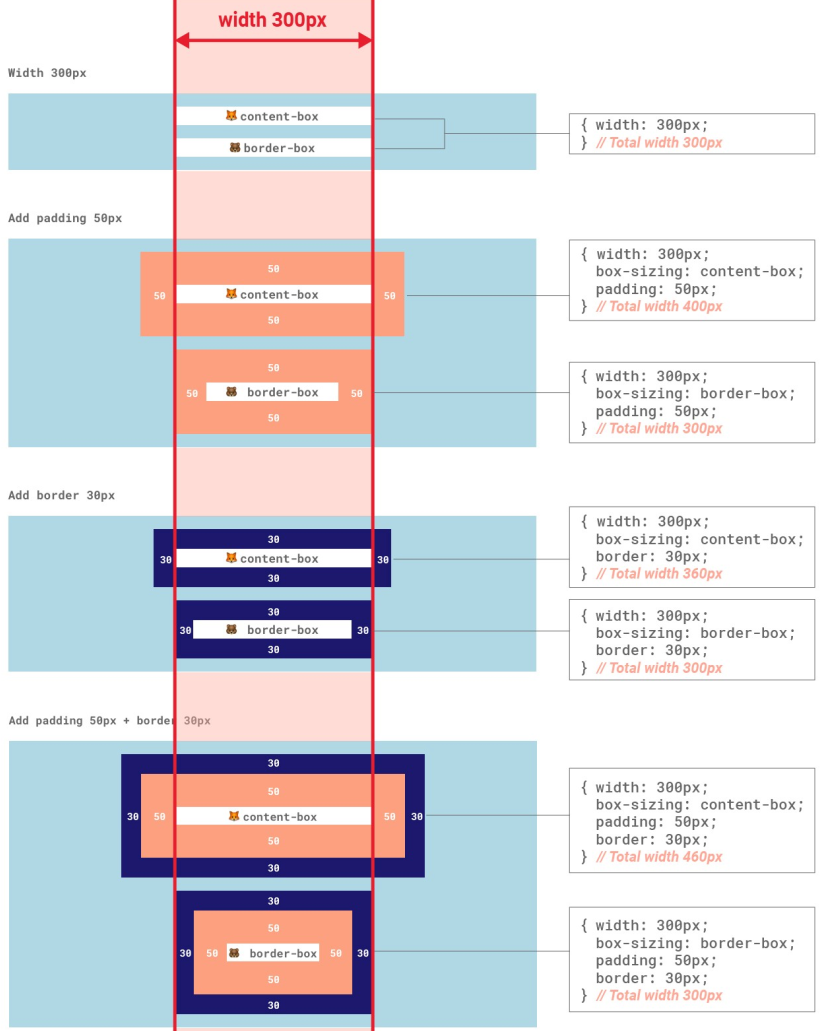 width 300px
Width 300px
content-box
border-box
{ width: 300px;
} // Total width 300px
Add padding 50px
50
50 content-box 50
50
{ width: 300px;
box-sizing: content-box;
padding: 50px;
} // Total width 400px
50
50 border-box 50
50
{ width: 300px;
box-sizing: border-box;
padding: 50px;
} // Total width 300px
Add border 30px
30
30 content-box 30
30
{ width: 300px;
box-sizing: content-box;
border: 30px;
} // Total width 360px
30
30 border-box 30
30
{ width: 300px;
box-sizing: border-box;
border: 30px;
} // Total width 300px
Add padding 50px + border 30px
30
50
30 50 content-box 50 30
50
30
{ width: 300px;
box-sizing: content-box;
padding: 50px;
border: 30px;
} // Total width 460px
30
50
30 50 border-box 50 30
50
30
{ width: 300px;
box-sizing: border-box;
padding: 50px;
border: 30px;
} // Total width 300px